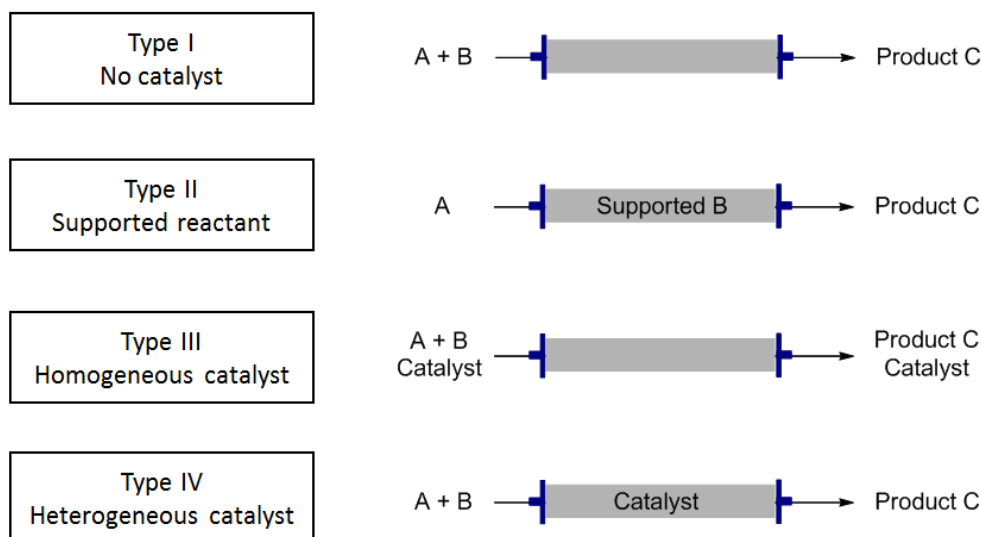 Type I
No catalyst
A + B
Product C
Type II
Supported reactant
A
Supported B
Product C
Type III
Homogeneous catalyst
A + B
Catalyst
Product C
Catalyst
Type IV
Heterogeneous catalyst
A + B
Catalyst
Product C